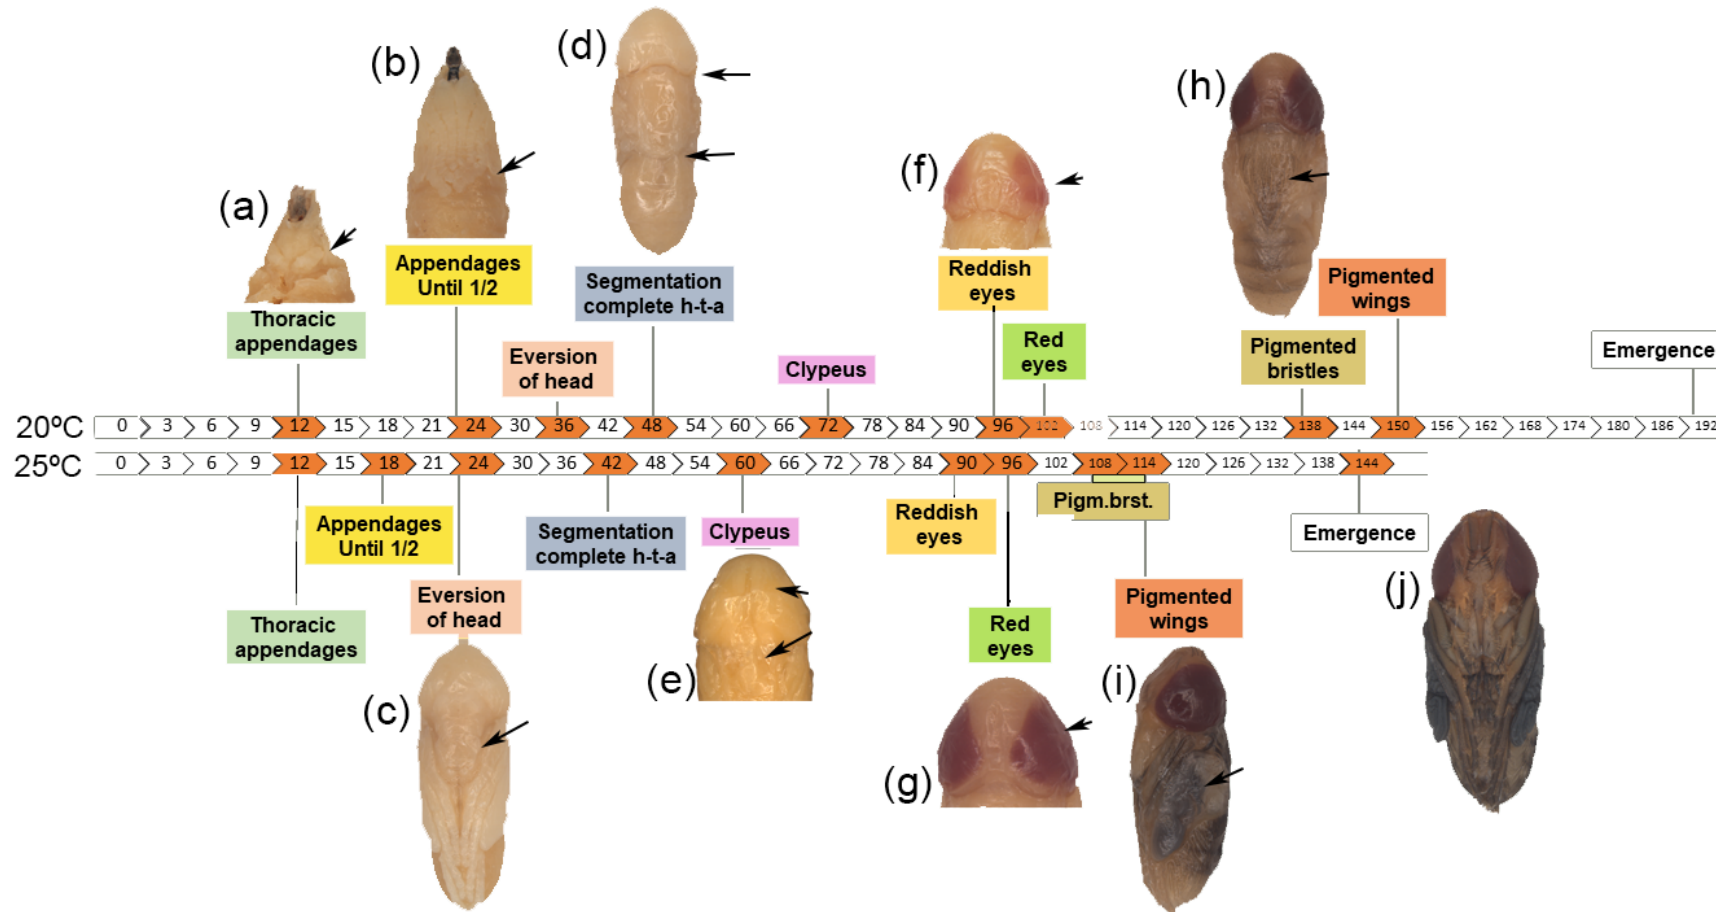 (a)
(b)
(d)
(f)
(h)
Thoracic
appendages
Appendages
Until 1/2
Eversion
of head
Segmentation
complete h-t-a
Clypeus
Reddish
eyes
Red
eyes
Pigmented
bristles
Pigmented
wings
Emergence
20ºC 0 3 6 9 12 15 18 21 24 30 36 42 48 54 60 66 72 78 84 90 96 102 108 114 120 126 132 138 144 150 156 162 168 174 180 186 192
25ºC 0 3 6 9 12 15 18 21 24 30 36 42 48 54 60 66 72 78 84 90 96 102 108 114 120 126 132 138 144
Thoracic
appendages
Appendages
Until 1/2
Eversion
of head
Segmentation
complete h-t-a
Clypeus
Reddish
eyes
Red
eyes
Pigm.brst.
Pigmented
wings
Emergence
(c)
(e)
(g)
(i)
(j)